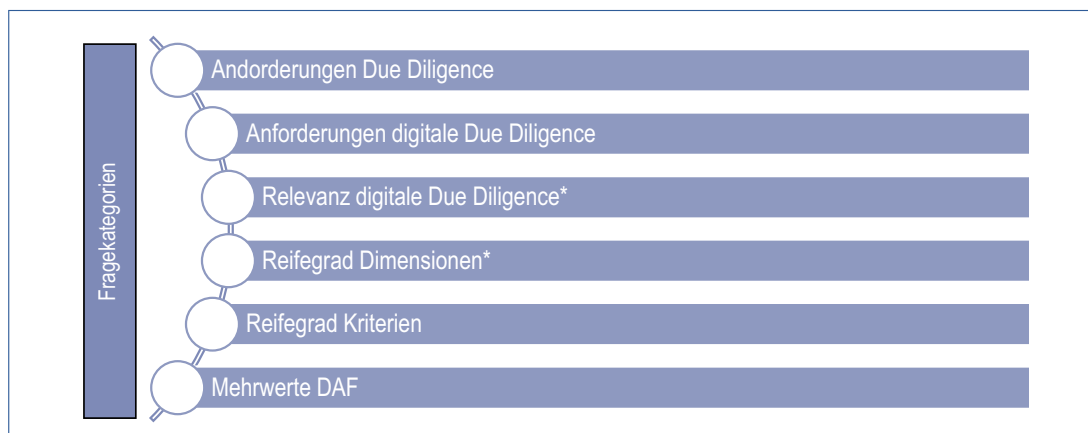 Fragekategorien
Andorderungen Due Diligence
Anforderungen digitale Due Diligence
Relevanz digitale Due Diligence*
Reifegrad Dimensionen*
Reifegrad Kriterien
Mehrwerte DAF